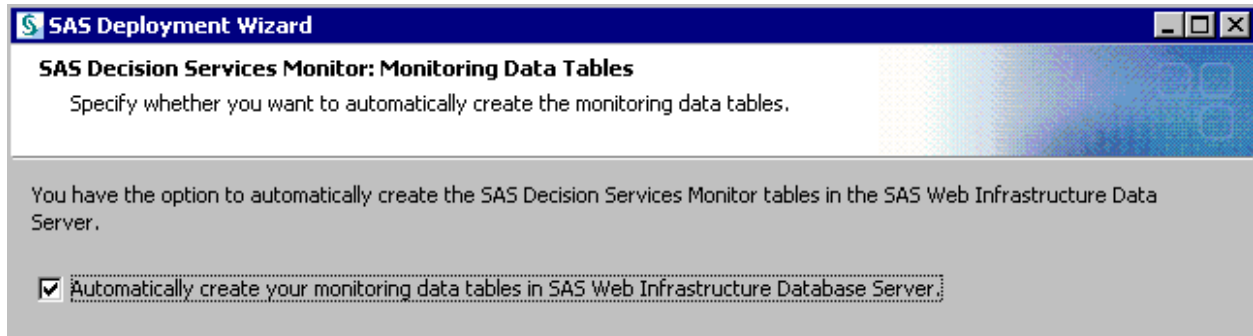 SAS Deployment Wizard
SAS Decision Services Monitor: Monitoring Data Tables
Specify whether you want to automatically create the monitoring data tables.
You have the option to automatically create the SAS Decision Services Monitor tables in the SAS Web Infrastructure Data
Server.
Automatically create your monitoring data tables in SAS Web Infrastructure Database Server.